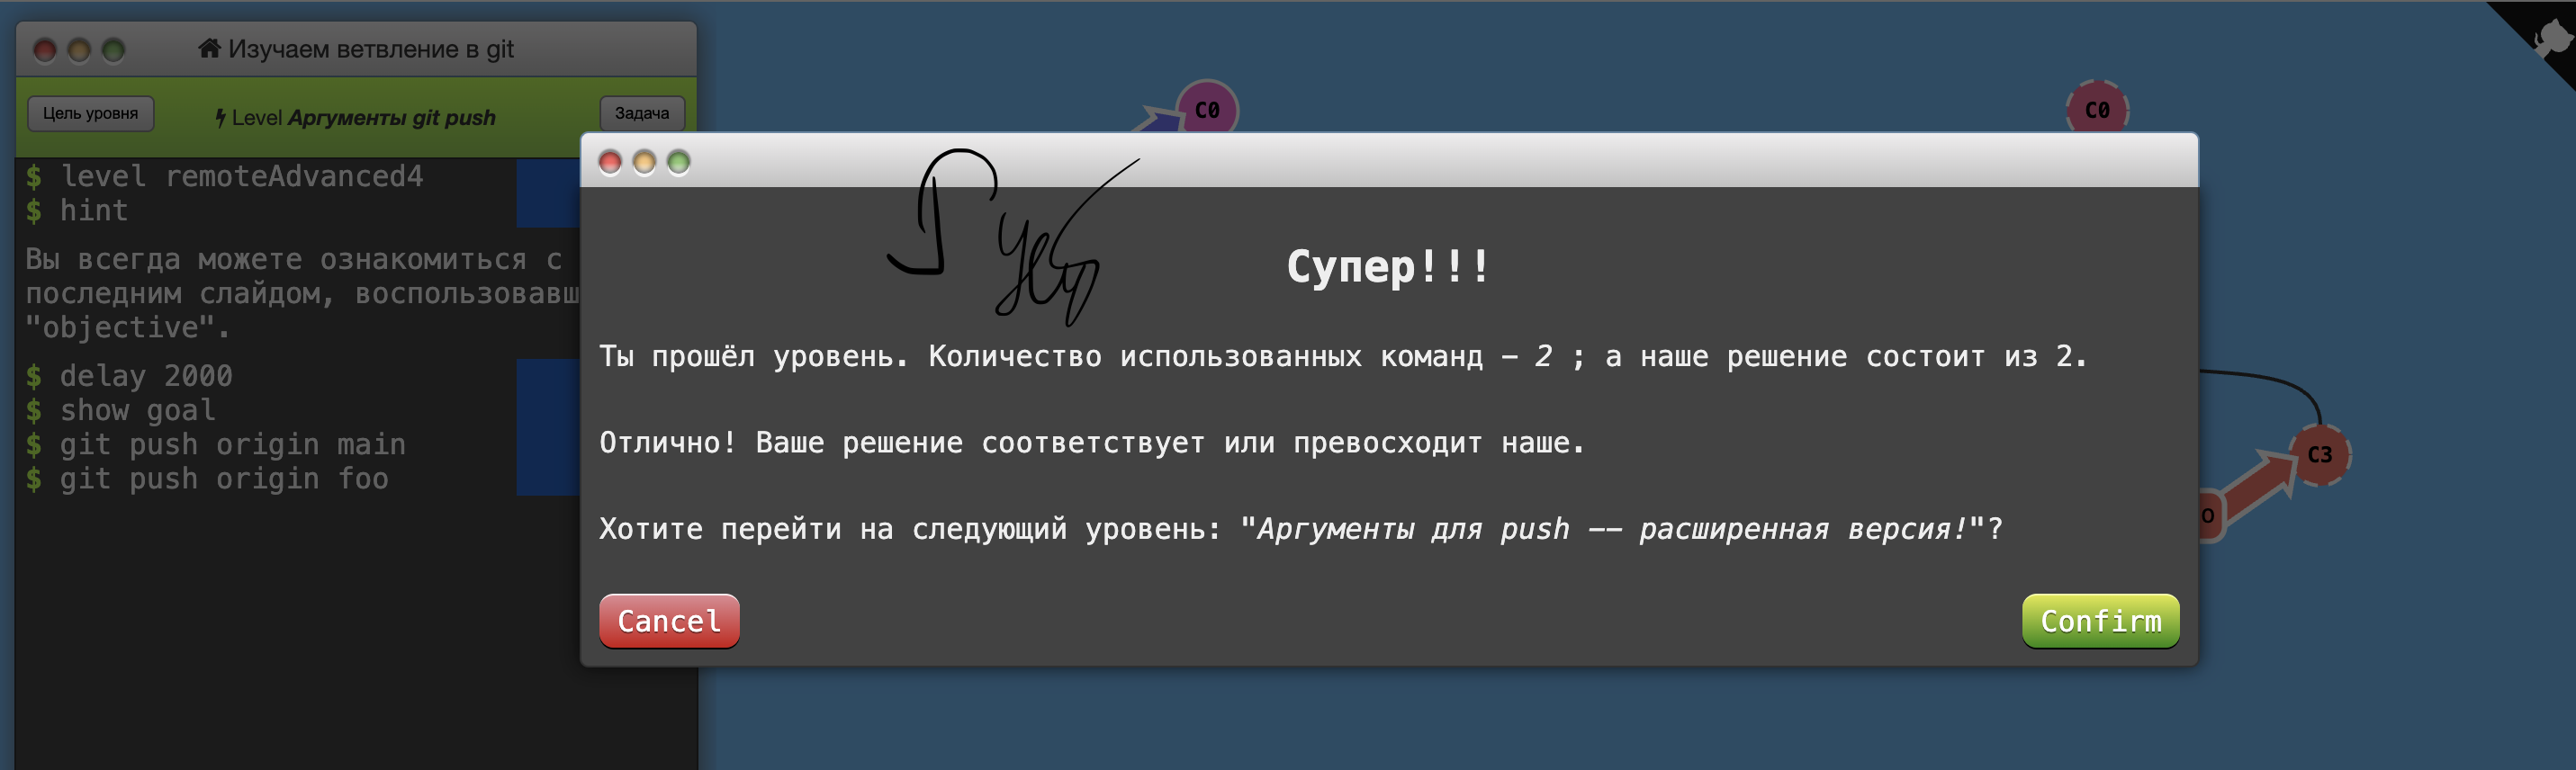 Изучаем ветвление в git
Цель уровня
Level Аргументы git push
Задача
$ level remoteAdvanced4
$ hint
Вы всегда можете ознакомиться с
последним слайдом,
"objective".
$ delay 2000
$ show goal
$ git push origin main
$ git push origin foo
C0
C0
Супер!!!
Ты прошёл уровень. Количество использованных команд – 2 ; а наше решение состоит из 2.
Отлично! Ваше решение соответствует или превосходит наше.
Хотите перейти на следующий уровень: "Аргументы для push –– расширенная версия!"?
Cancel
Confirm
C3